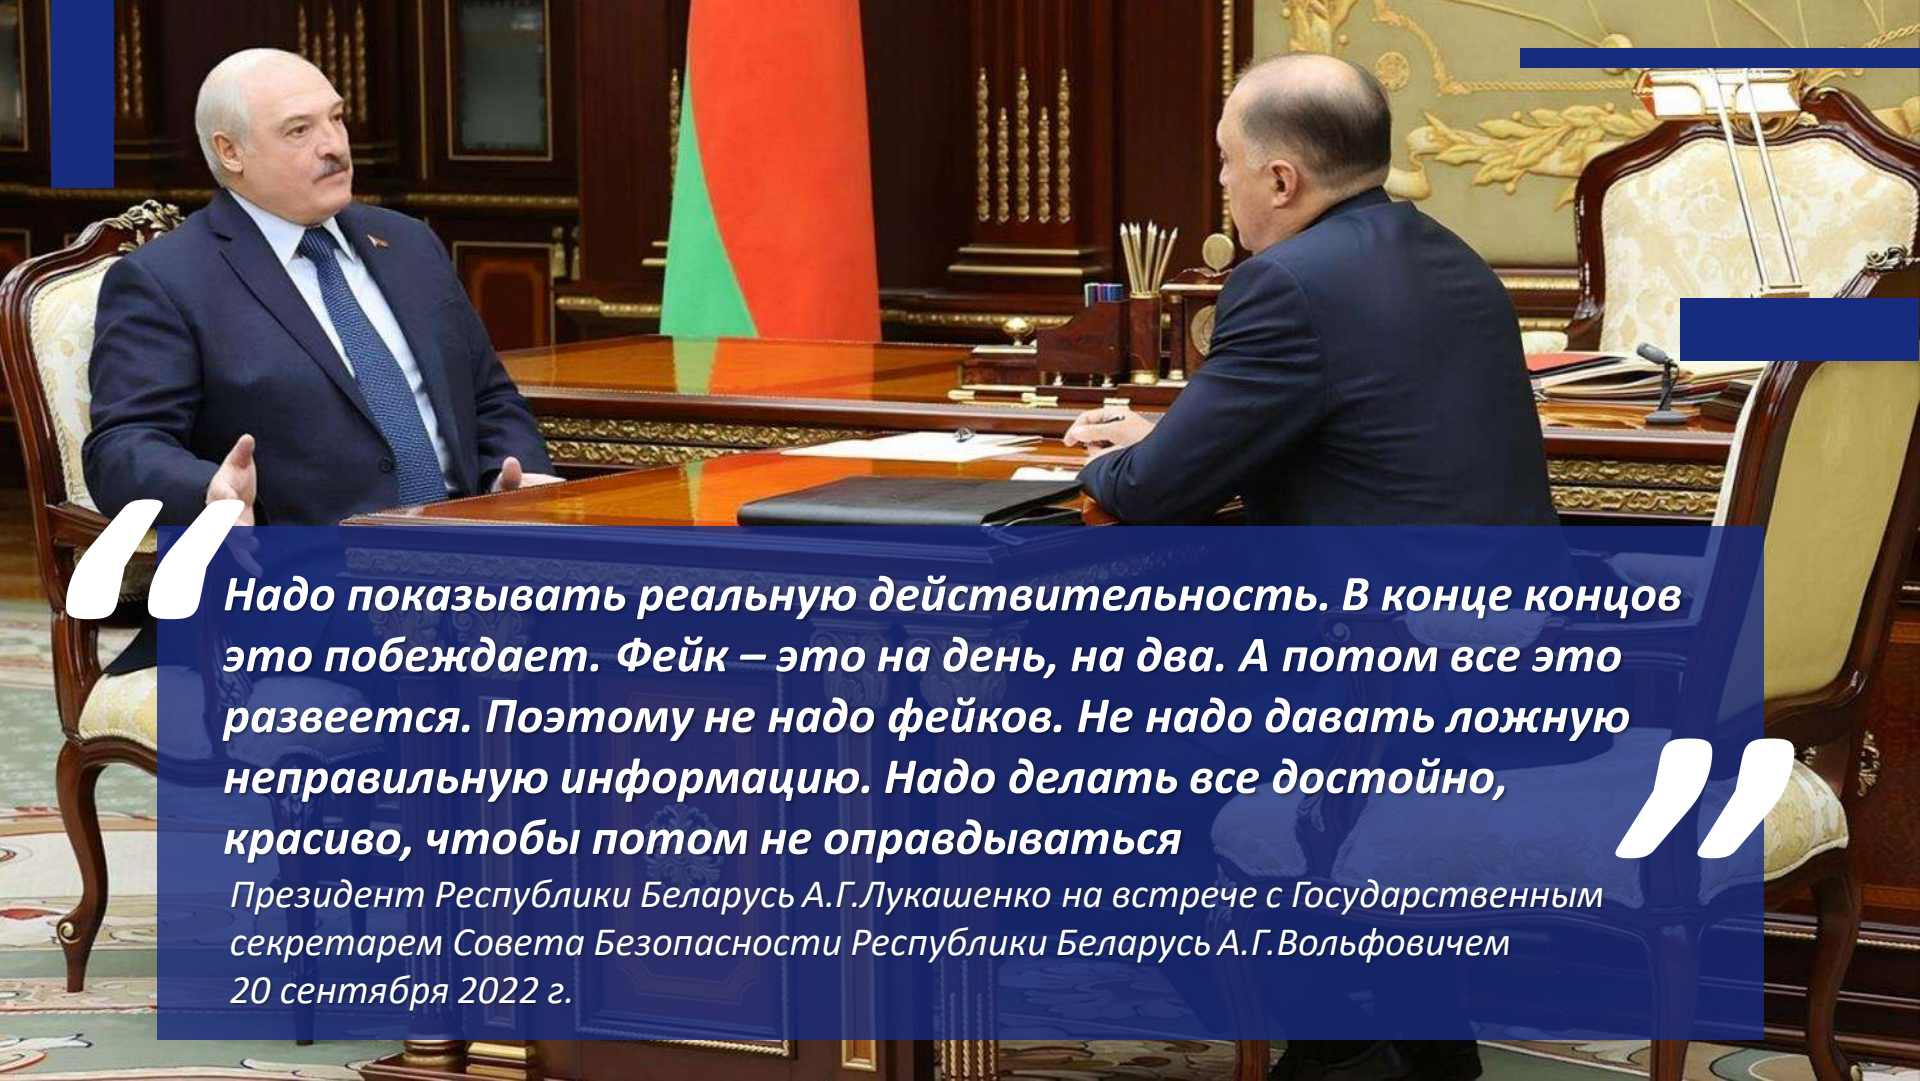 “
Надо показывать реальную действительность. В конце концов
это побеждает. Фейк – это на день, на два. А потом все это
развеется. Поэтому не надо фейков. Не надо давать ложную
неправильную информацию. Надо делать все достойно,
красиво, чтобы потом не оправдываться
”
Президент Республики Беларусь А.Г.Лукашенко на встрече с Государственным
секретарем Совета Безопасности Республики Беларусь А.Г.Вольфовичем
20 сентября 2022 г.